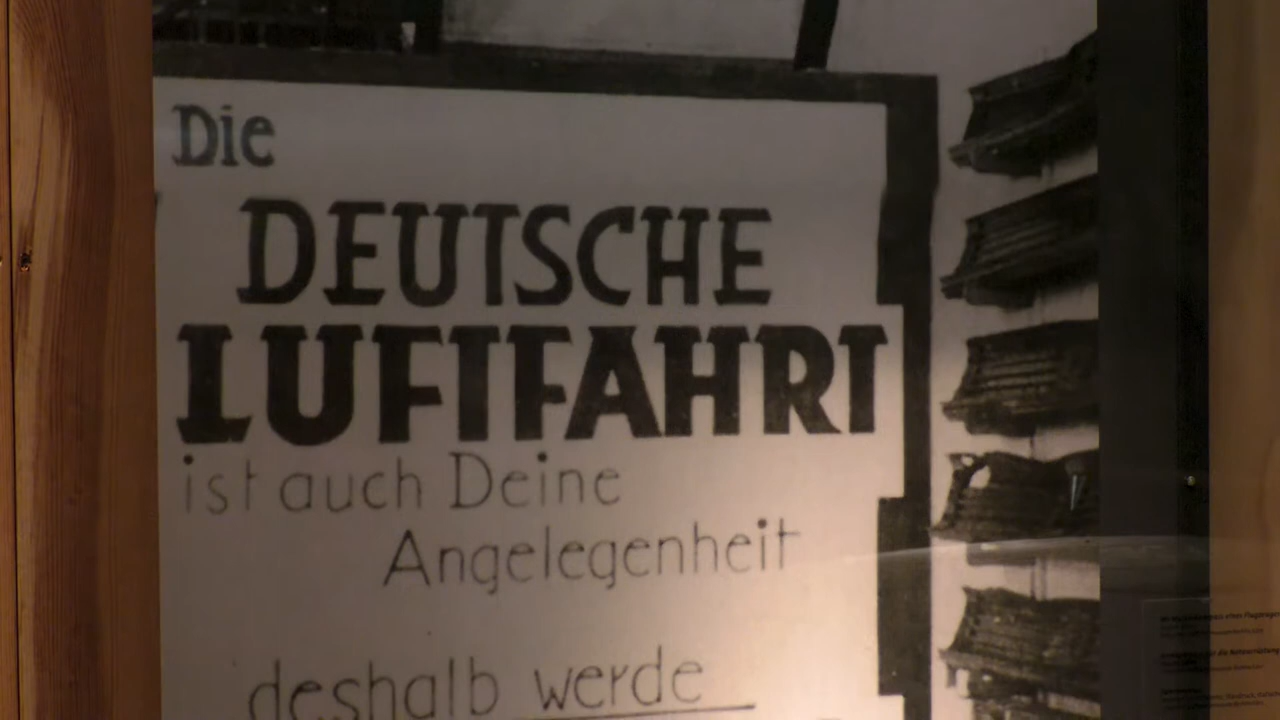 Die
DEUTSCHE
LUFTFAHRT
ist auch Deine
Angelegenheit
deshalb werde